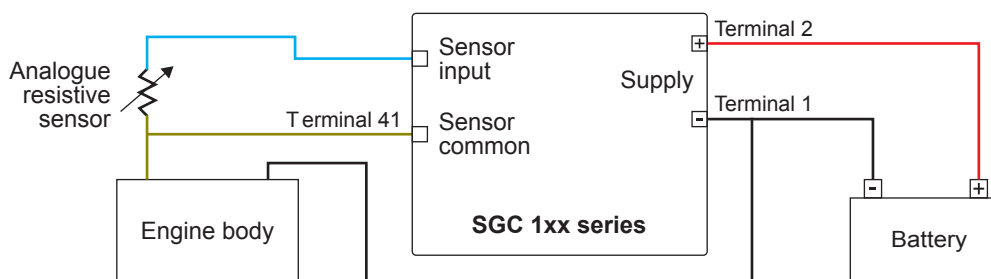 Terminal 2
Sensor
input
Analogue
resistive
sensor
+
Supply
Terminal 1
Terminal 41
Sensor
common
-
-
+
Engine body
SGC 1xx series
Battery